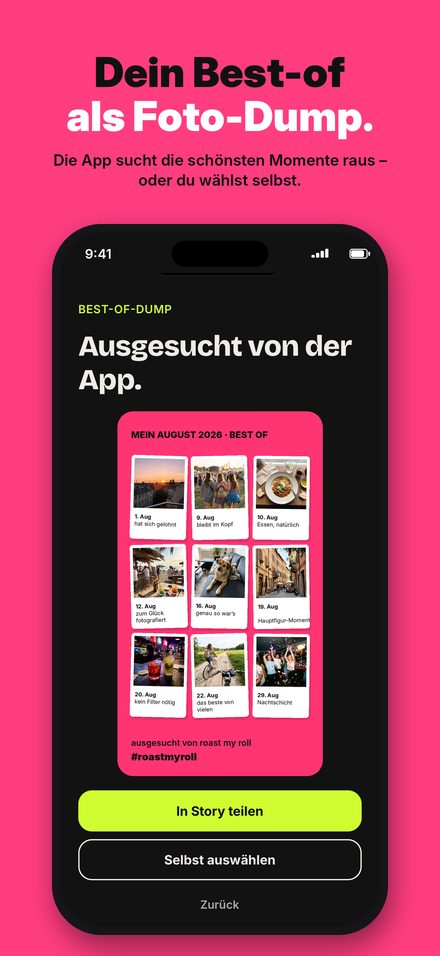 Dein Best-of
als Foto-Dump.
Die App sucht die schönsten Momente raus –
oder du wählst selbst.
9:41
BEST-OF-DUMP
Ausgesucht von der
App.
MEIN AUGUST 2026 · BEST OF
1. Aug
hat sich gelohnt
9. Aug
bleibt im Kopf
10. Aug
Essen, natürlich
12. Aug
zum Glück
fotografiert
16. Aug
genau so war's
19. Aug
Hauptfigur-Moment
20. Aug
kein Filter nötig
22. Aug
das beste von
vielen
29. Aug
Nachtschicht
ausgesucht von roast my roll
#roastmyroll
In Story teilen
Selbst auswählen
Zurück